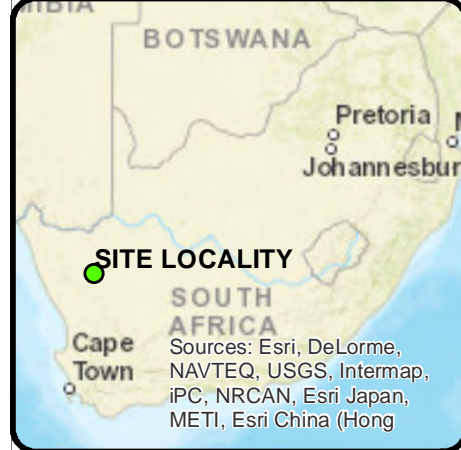 BOTSWANA
Pretoria
Johannesbur
SITE LOCALITY
SOUTH
AFRICA
Cape
Town
Sources: Esri, DeLorme,
NAVTEQ, USGS, Intermap,
iPC, NRCAN, Esri Japan,
METI, Esri China (Hong